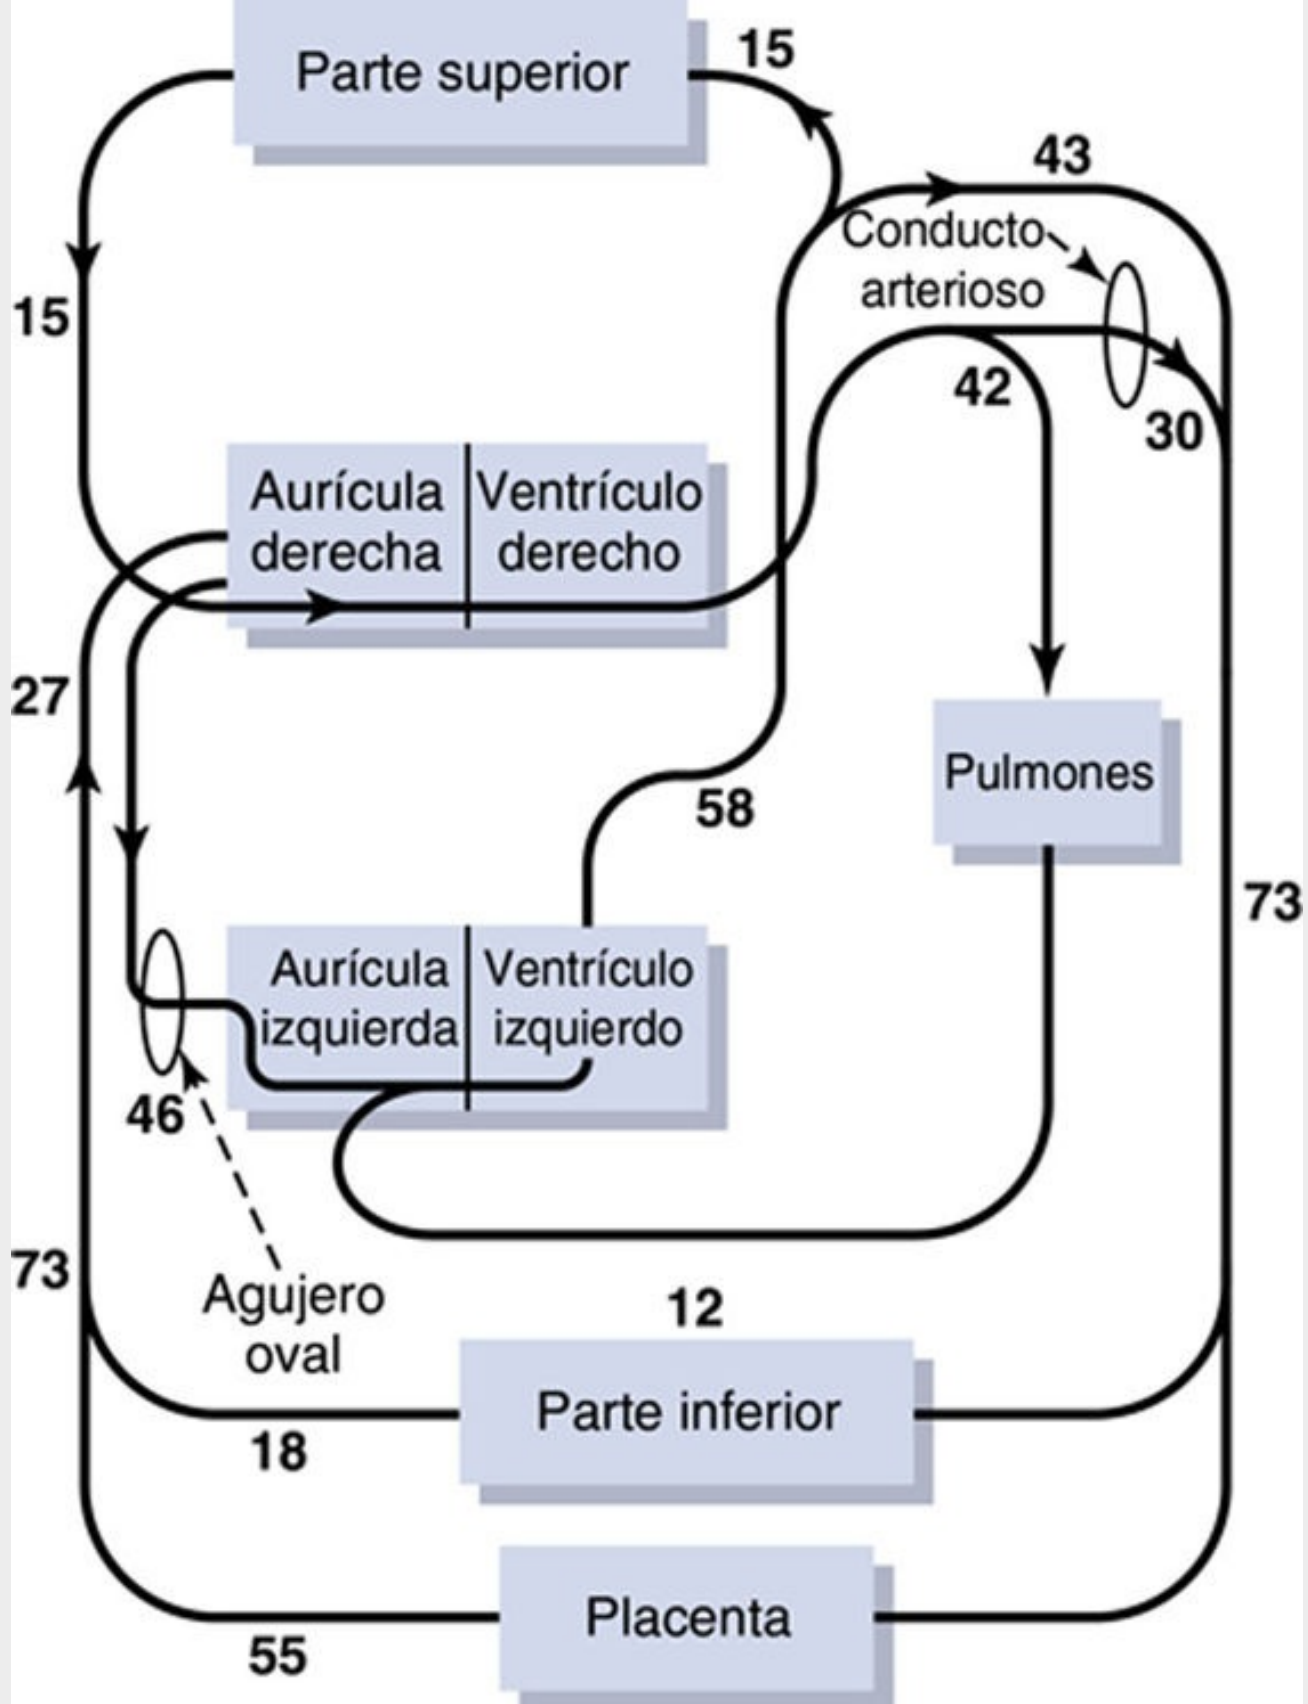 Parte superior
15
43
Conducto
arterioso
15
42
30
Aurícula
derecha
Ventrículo
derecho
27
Pulmones
58
73
Aurícula
izquierda
Ventrículo
izquierdo
46
73
Agujero
oval
12
Parte inferior
18
Placenta
55